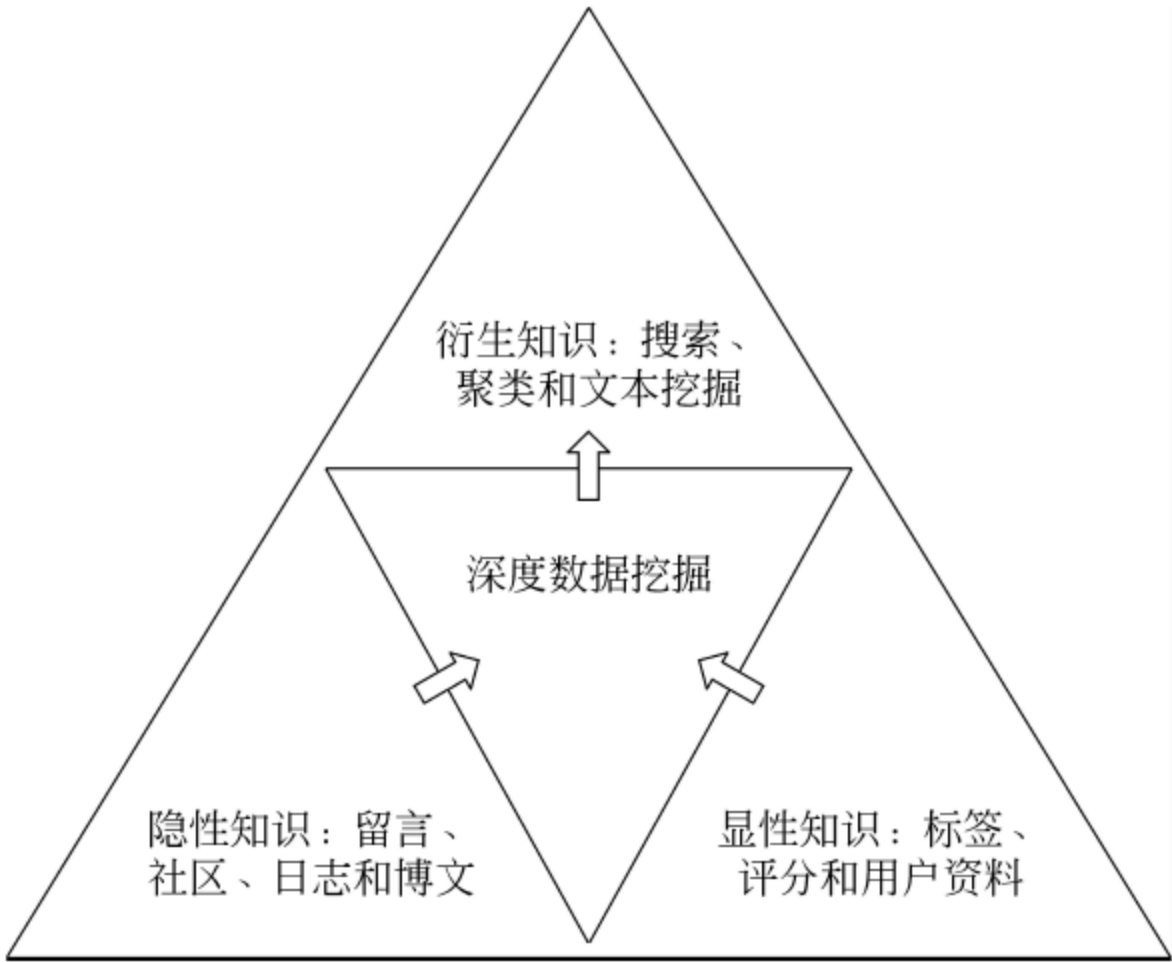 衍生知识：搜索、
聚类和文本挖掘
深度数据挖掘
隐性知识：留言、
社区、日志和博文
显性知识：标签、
评分和用户资料